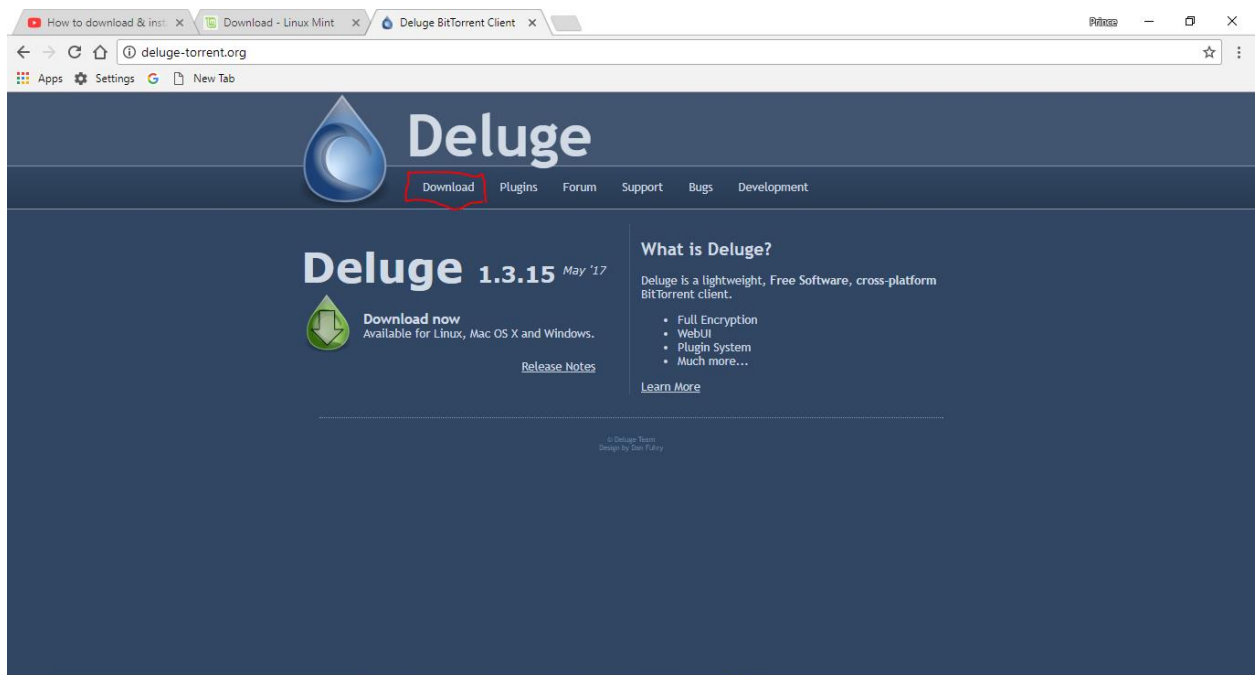 How to download & inst
Download - Linux Mint
Deluge BitTorrent Client
Prince
deluge-torrent.org
Apps
Settings
New Tab
Deluge
Download
Plugins
Forum
Support
Bugs
Development
Deluge 1.3.15 May '17
Download now
Available for Linux, Mac OS X and Windows.
Release Notes
What is Deluge?
Deluge is a lightweight, Free Software, cross-platform
BitTorrent client.
• Full Encryption
• WebUI
• Plugin System
• Much more...
Learn More
© Deluge Team
Design by Dan Fuhry